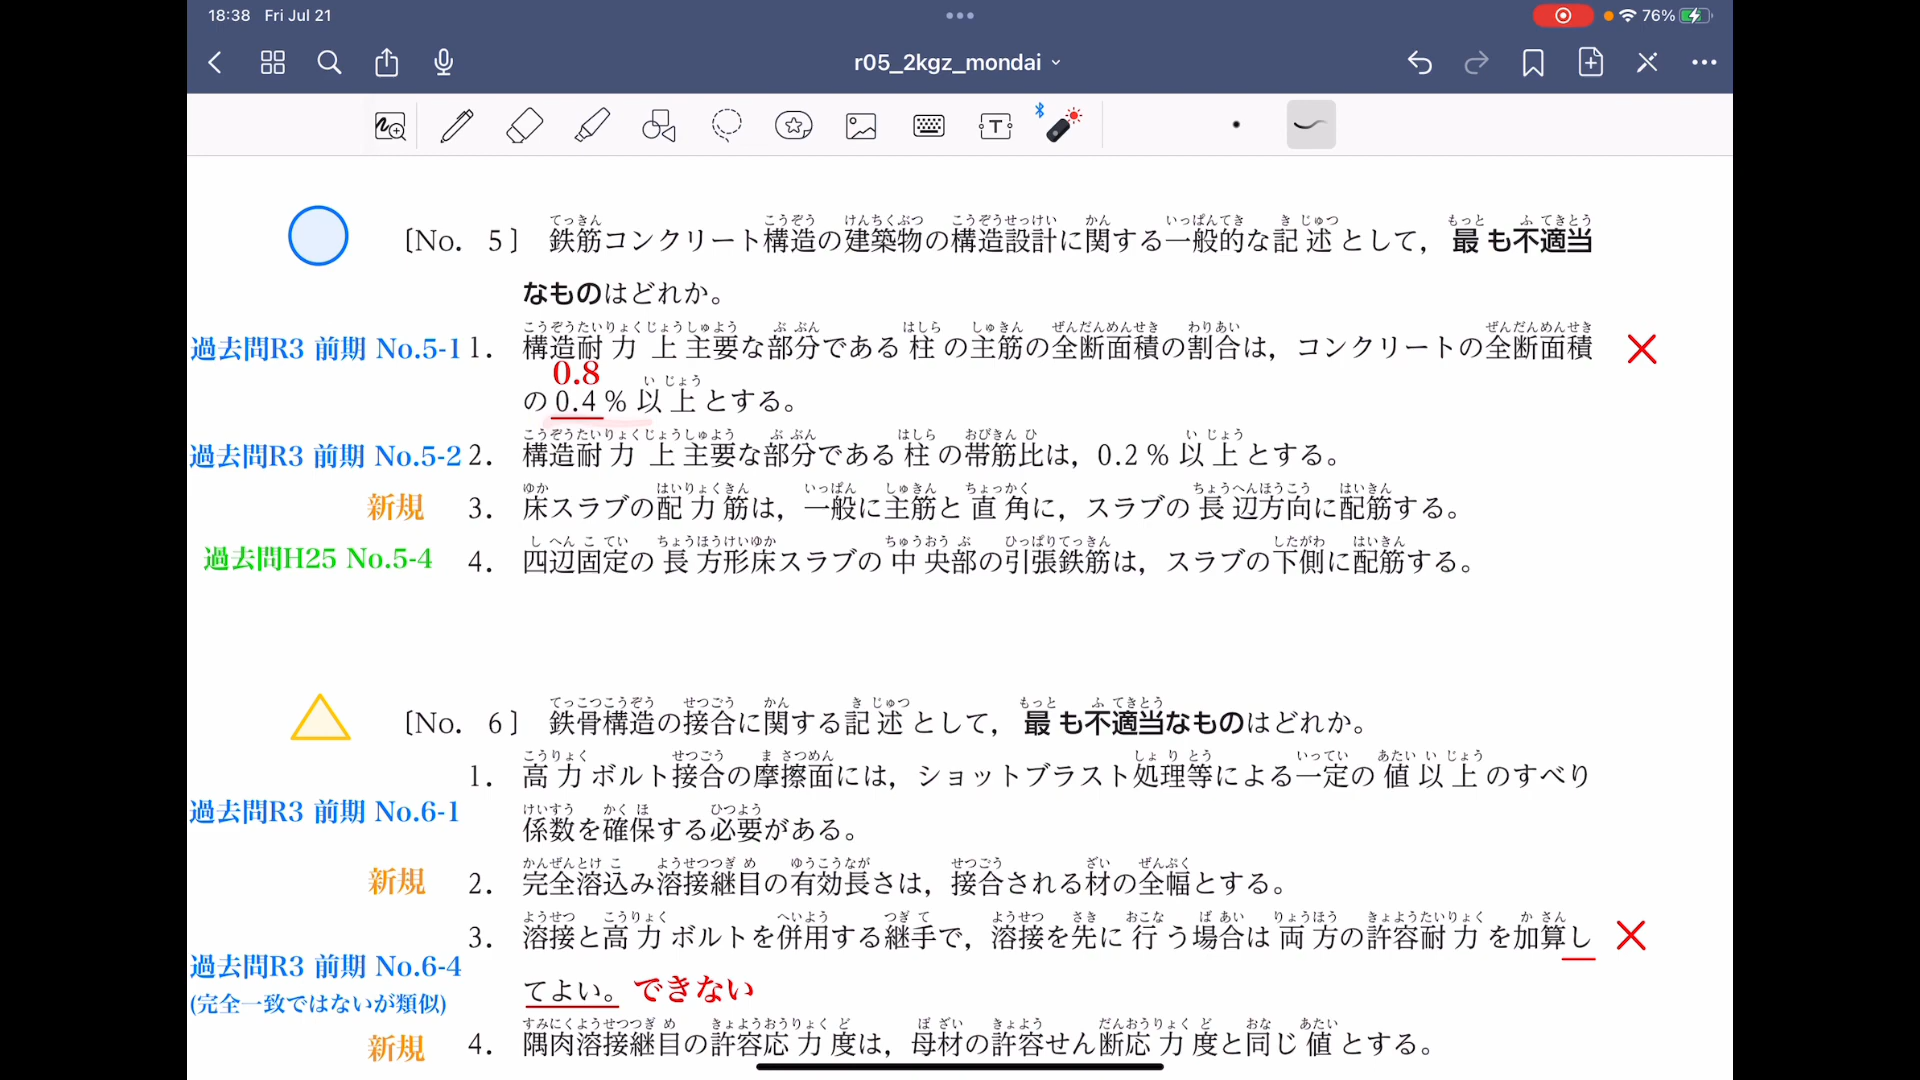 18:38 Fri Jul 21
76%
r05_2kgz_mondai
〔No. 5〕 鉄筋コンクリート構造の建築物の構造設計に関する一般的な記述として，最も不適当
なものはどれか。
過去問R3 前期 No.5-1 1. 構造耐力上主要な部分である柱の主筋の全断面積の割合は，コンクリートの全断面積
0.8
の0.4％以上とする。
過去問R3 前期 No.5-2 2. 構造耐力上主要な部分である柱の帯筋比は，0.2％以上とする。
新規 3. 床スラブの配力筋は，一般に主筋と直角に，スラブの長辺方向に配筋する。
過去問H25 No.5-4 4. 四辺固定の長方形床スラブの中央部の引張鉄筋は，スラブの下側に配筋する。
〔No. 6〕 鉄骨構造の接合に関する記述として，最も不適当なものはどれか。
1. 高力ボルト接合の摩擦面には，ショットブラスト処理等による一定の値以上のすべり
過去問R3 前期 No.6-1
係数を確保する必要がある。
新規 2. 完全溶込み溶接継目の有効長さは，接合される材の全幅とする。
3. 溶接と高力ボルトを併用する継手で，溶接を先に行う場合は両方の許容耐力を加算し
過去問R3 前期 No.6-4
てよい。 できない
(完全一致ではないが類似)
新規 4. 隅肉溶接継目の許容応力度は，母材の許容せん断応力度と同じ値とする。